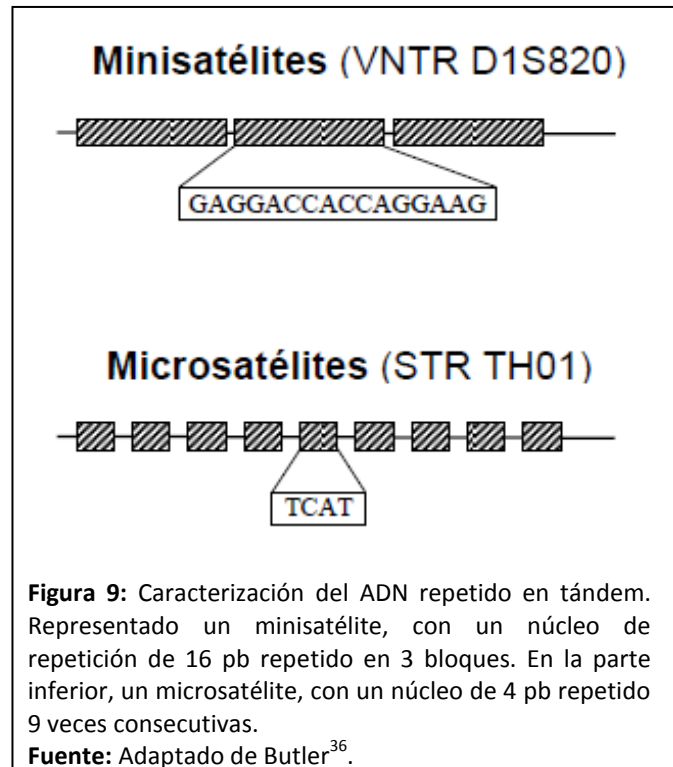 Minisatélites (VNTR D1S820)
GAGGACCACCAGGAAG
Microsatélites (STR TH01)
TCAT
Figura 9: Caracterización del ADN repetido en tándem.
Representado un minisatélite, con un núcleo de
repetición de 16 pb repetido en 3 bloques. En la parte
inferior, un microsatélite, con un núcleo de 4 pb repetido
9 veces consecutivas.
Fuente: Adaptado de Butler36.